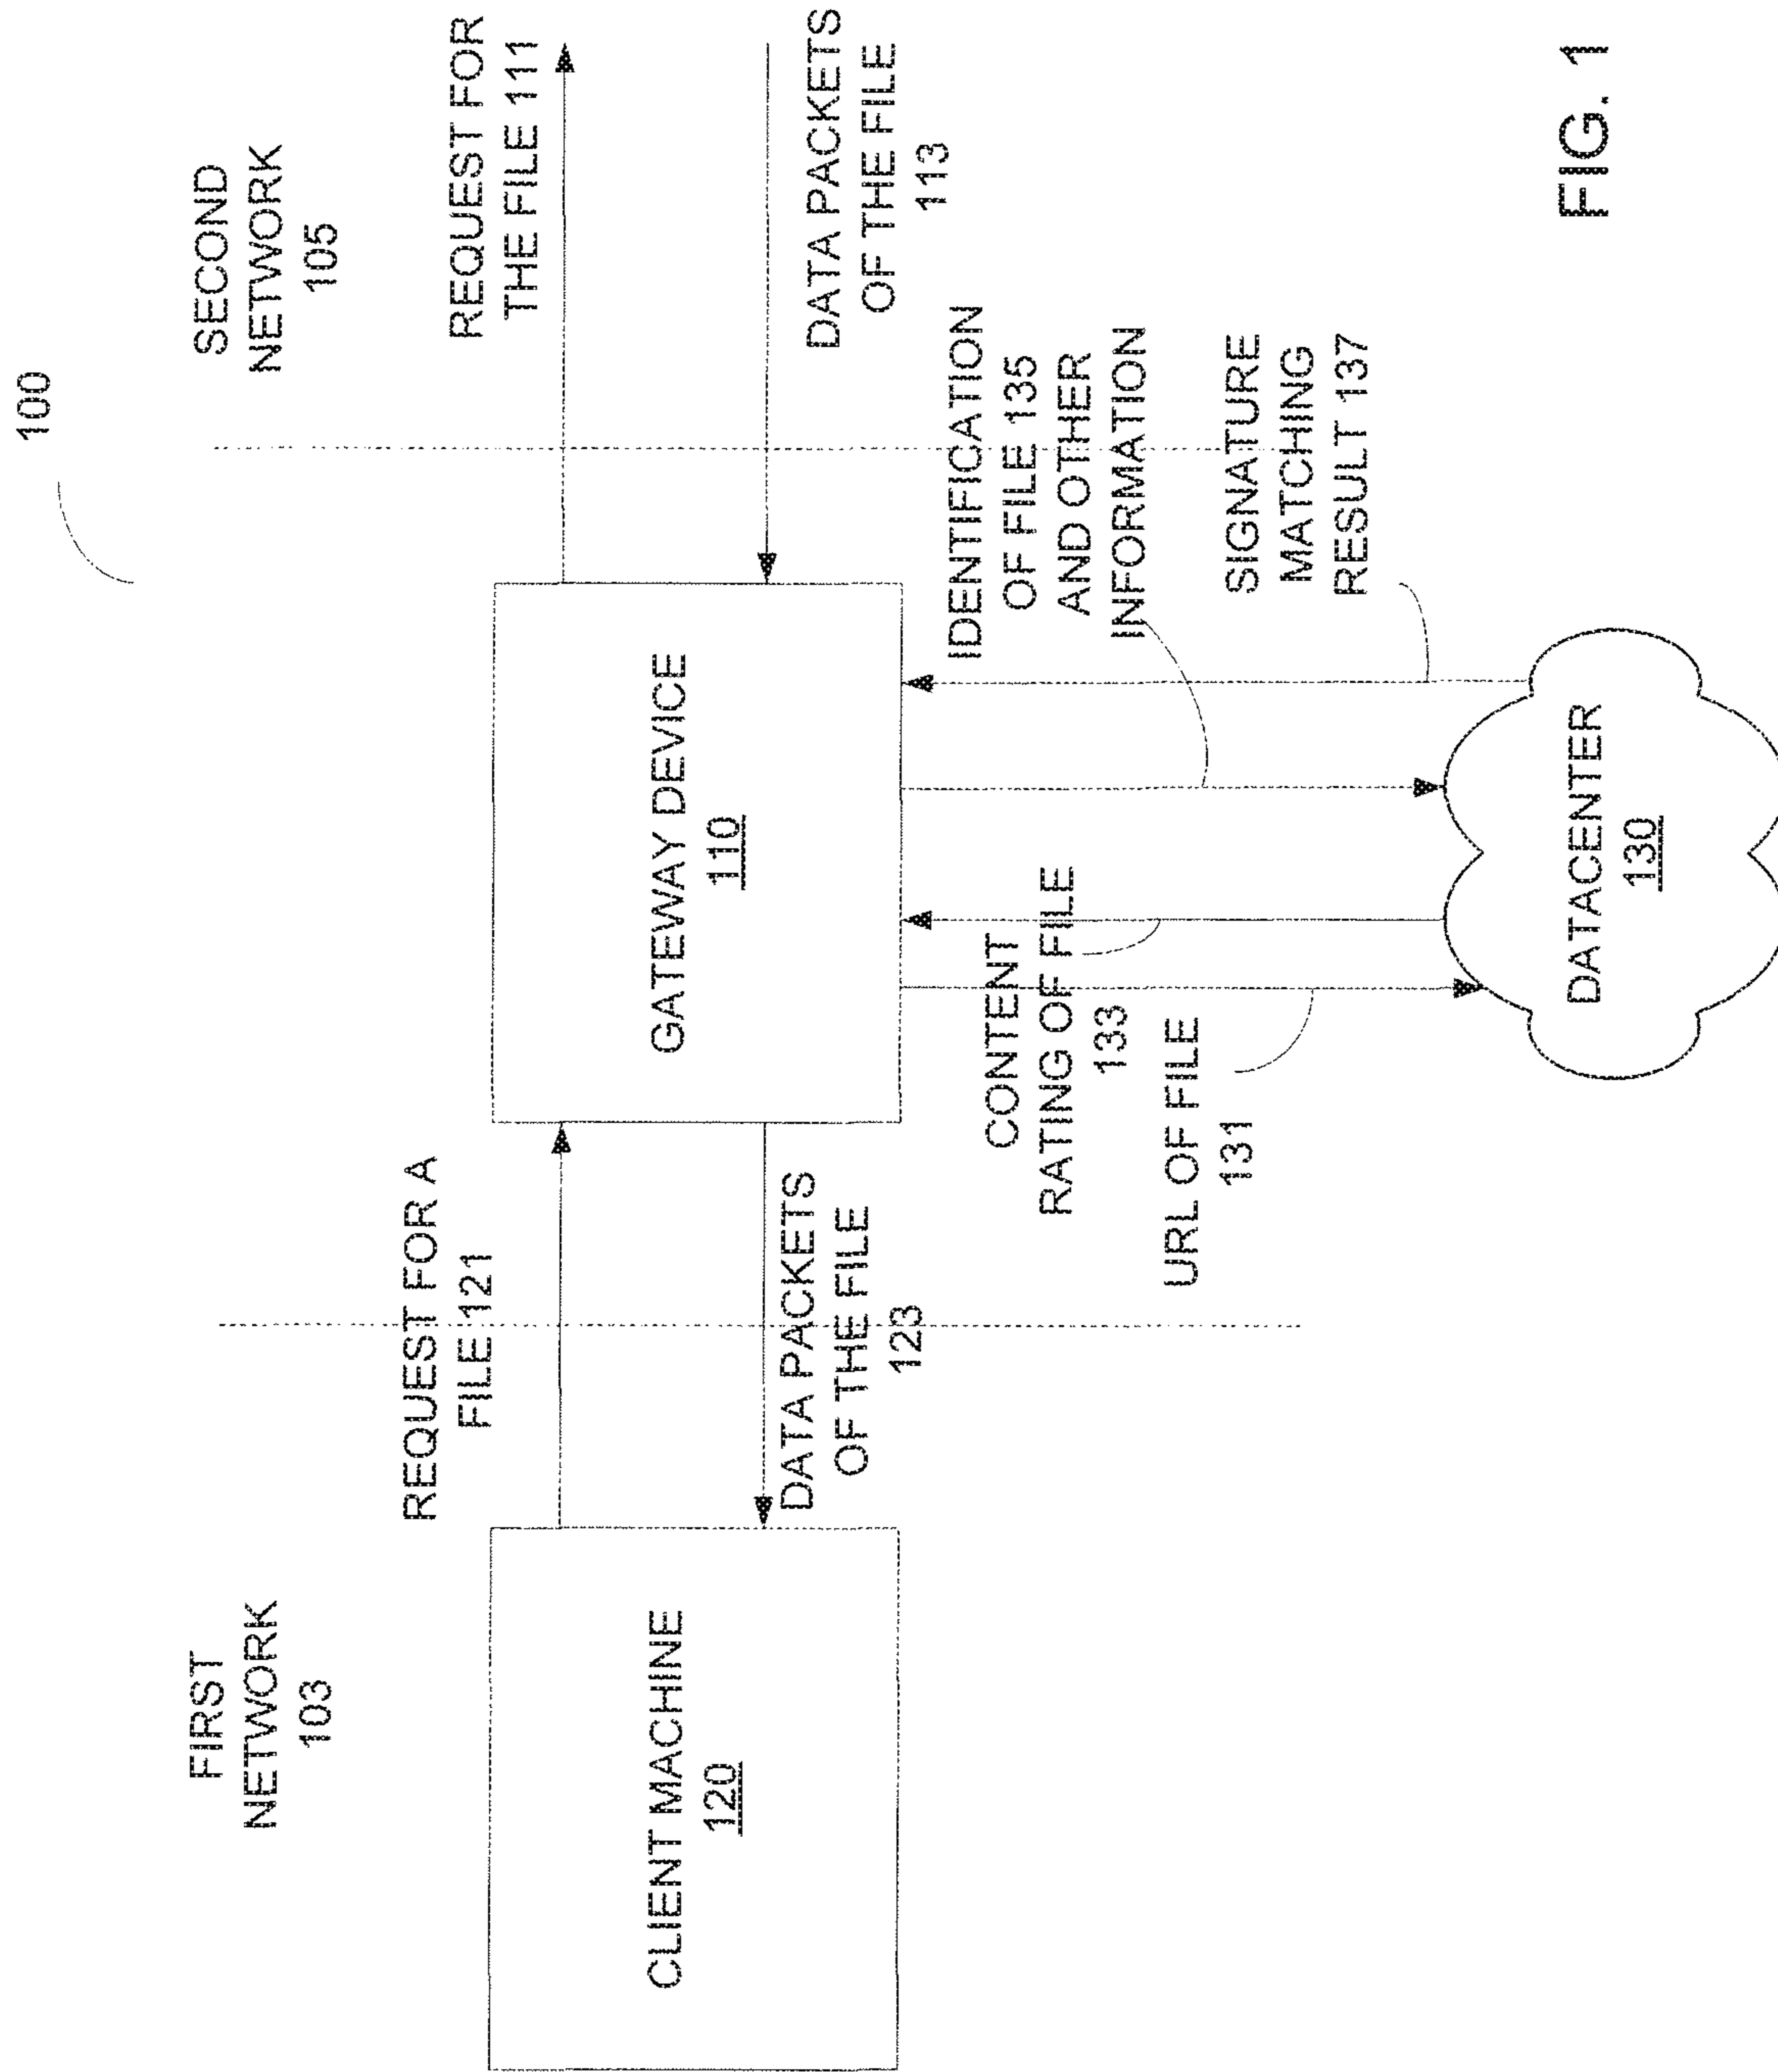 100
FIRST
NETWORK
103
SECOND
NETWORK
105
REQUEST FOR A
FILE 121
REQUEST FOR
THE FILE 111
CLIENT MACHINE
120
GATEWAY DEVICE
110
DATA PACKETS
OF THE FILE
123
DATA PACKETS
OF THE FILE
113
CONTENT
RATING OF FILE
133
URL OF FILE
131
IDENTIFICATION
OF FILE 135
AND OTHER
INFORMATION
SIGNATURE
MATCHING
RESULT 137
DATACENTER
130
FIG. 1